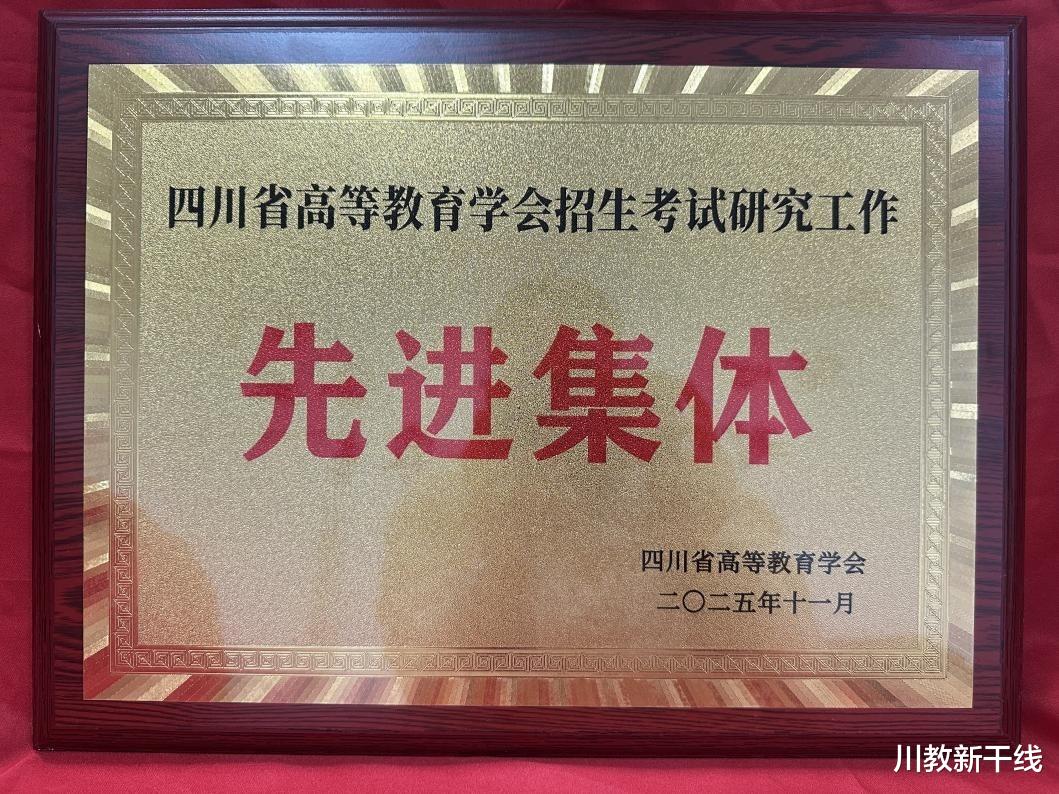 四川省高等教育学会招生考试研究工作
先进集体
四川省高等教育学会
二〇二五年十一月
川教新干线